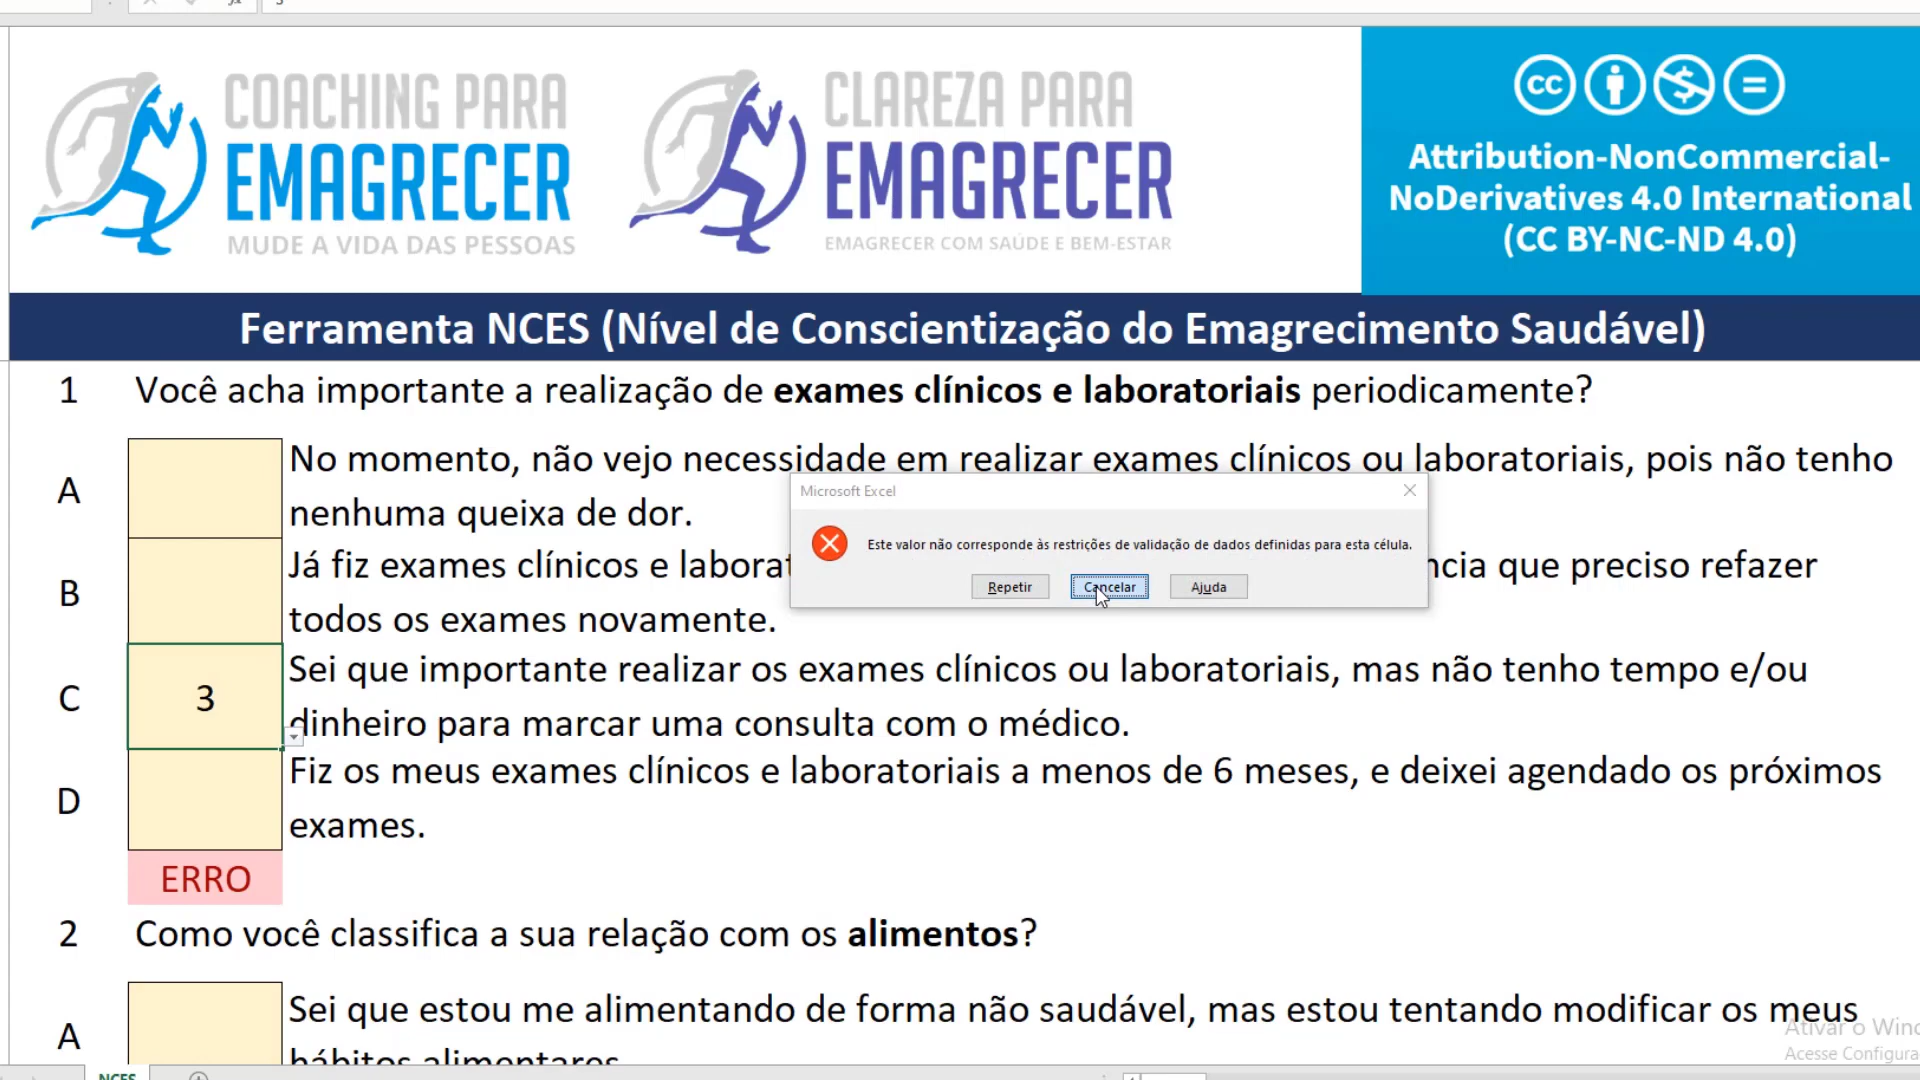 COACHING PARA
EMAGRECER
MUDE A VIDA DAS PESSOAS
CLAREZA PARA
EMAGRECER
EMAGRECER COM SAÚDE E BEM-ESTAR
cc
Attribution-NonCommercial-
NoDerivatives 4.0 International
(CC BY-NC-ND 4.0)
Ferramenta NCES (Nível de Conscientização do Emagrecimento Saudável)
1 Você acha importante a realização de exames clínicos e laboratoriais periodicamente?
A No momento, não vejo necessidade em realizar exames clínicos ou laboratoriais, pois não tenho
nenhuma queixa de dor.
Microsoft Excel
Este valor não corresponde às restrições de validação de dados definidas para esta célula.
Repetir Cancelar Ajuda
B Já fiz exames clínicos e laborat ncia que preciso refazer
todos os exames novamente.
C 3 Sei que importante realizar os exames clínicos ou laboratoriais, mas não tenho tempo e/ou
dinheiro para marcar uma consulta com o médico.
D Fiz os meus exames clínicos e laboratoriais a menos de 6 meses, e deixei agendado os próximos
exames.
ERRO
2 Como você classifica a sua relação com os alimentos?
A Sei que estou me alimentando de forma não saudável, mas estou tentando modificar os meus
hábitos alimentares
Ativar o Wind
Acesse Configura
NCES